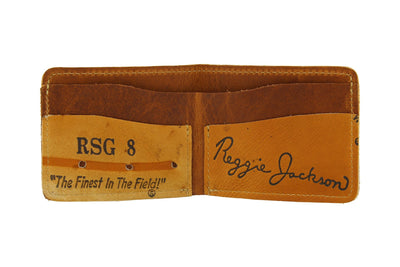 RSG 8
"The Finest In The Field!"®
Reggie Jackson